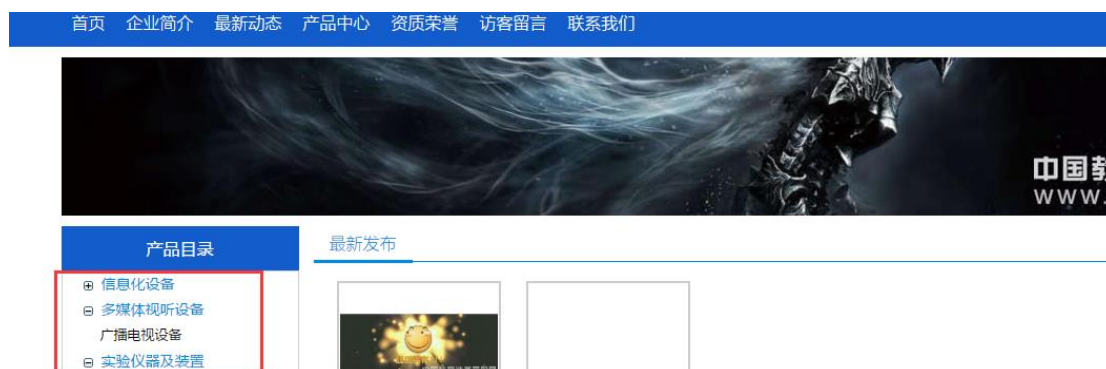 首页 企业简介 最新动态 产品中心 资质荣誉 访客留言 联系我们
中国教
WWW.
产品目录
最新发布
信息化设备
多媒体视听设备
广播电视设备
实验仪器及装置